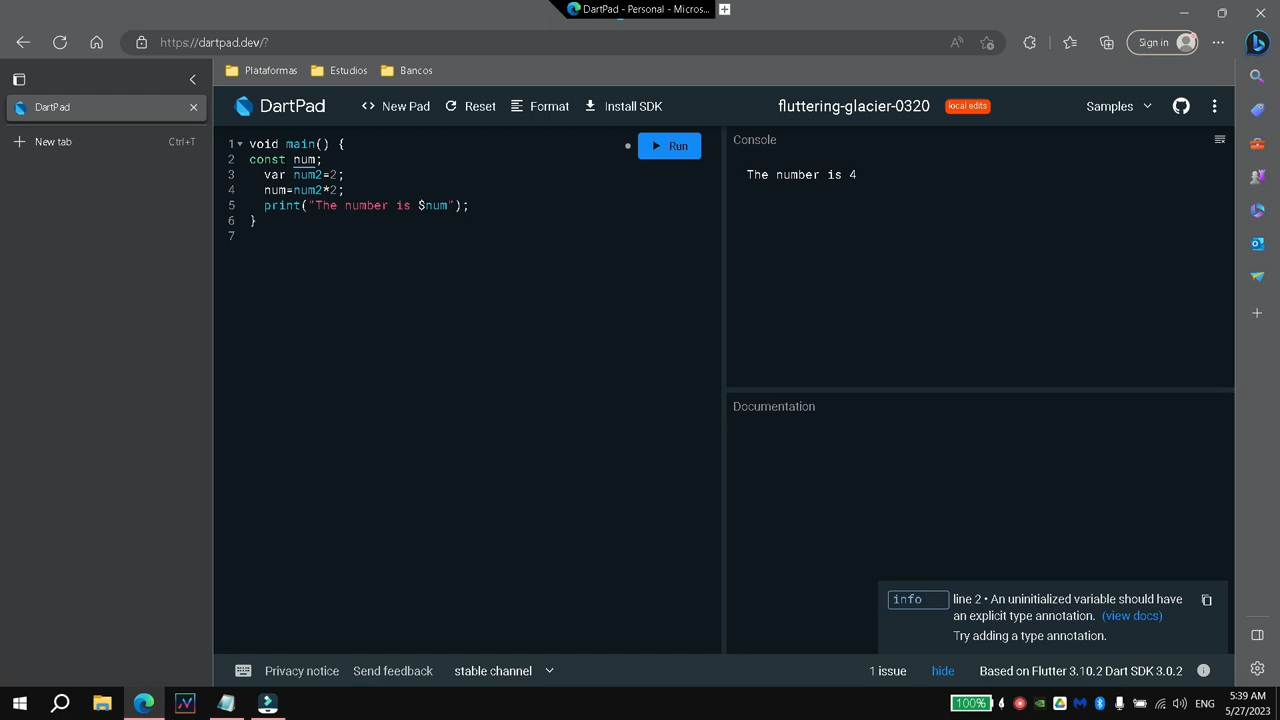 DartPad - Personal - Micros...
https://dartpad.dev/?
Sign in
Plataformas
Estudios
Bancos
DartPad
New tab
Ctrl+T
DartPad
<> New Pad
Reset
Format
Install SDK
fluttering-glacier-0320
local edits
Samples
1 void main() {
2 const num;
3 var num2=2;
4 num=num2*2;
5 print("The number is $num");
6 }
7
Run
Console
The number is 4
Documentation
info
line 2 • An uninitialized variable should have
an explicit type annotation. (view docs)
Try adding a type annotation.
Privacy notice
Send feedback
stable channel
1 issue
hide
Based on Flutter 3.10.2 Dart SDK 3.0.2
100%
ENG
5:39 AM
5/27/2023